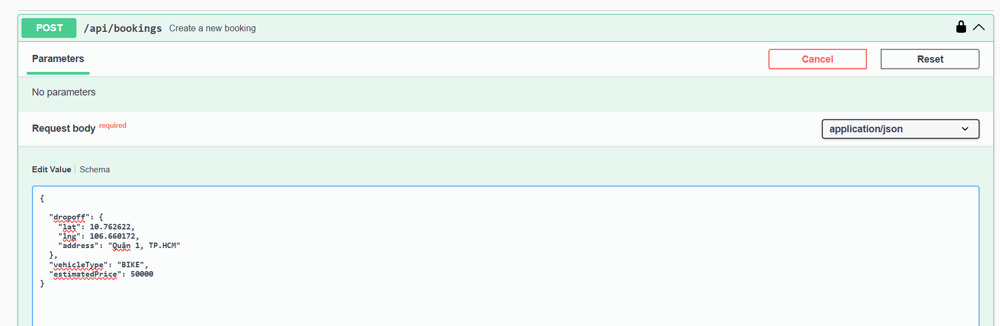 POST /api/bookings Create a new booking
Parameters Cancel Reset
No parameters
Request body required application/json
Edit Value Schema
{
"dropoff": {
"lat": 10.762622,
"lng": 106.660172,
"address": "Quận 1, TP.HCM"
},
"vehicleType": "BIKE",
"estimatedPrice": 50000
}